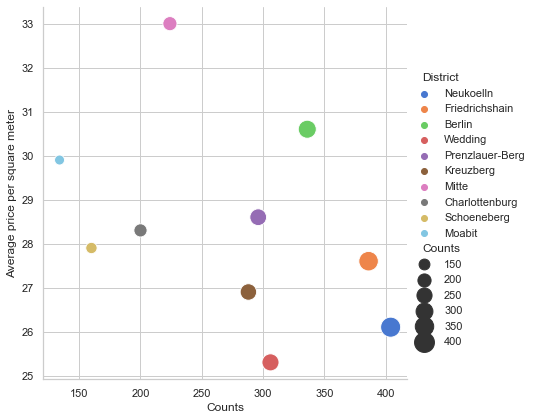 33
32
31
30
29
28
27
26
25
Average price per square meter
150
200
250
300
350
400
Counts
District
Neukoelln
Friedrichshain
Berlin
Wedding
Prenzlauer-Berg
Kreuzberg
Mitte
Charlottenburg
Schoeneberg
Moabit
Counts
150
200
250
300
350
400